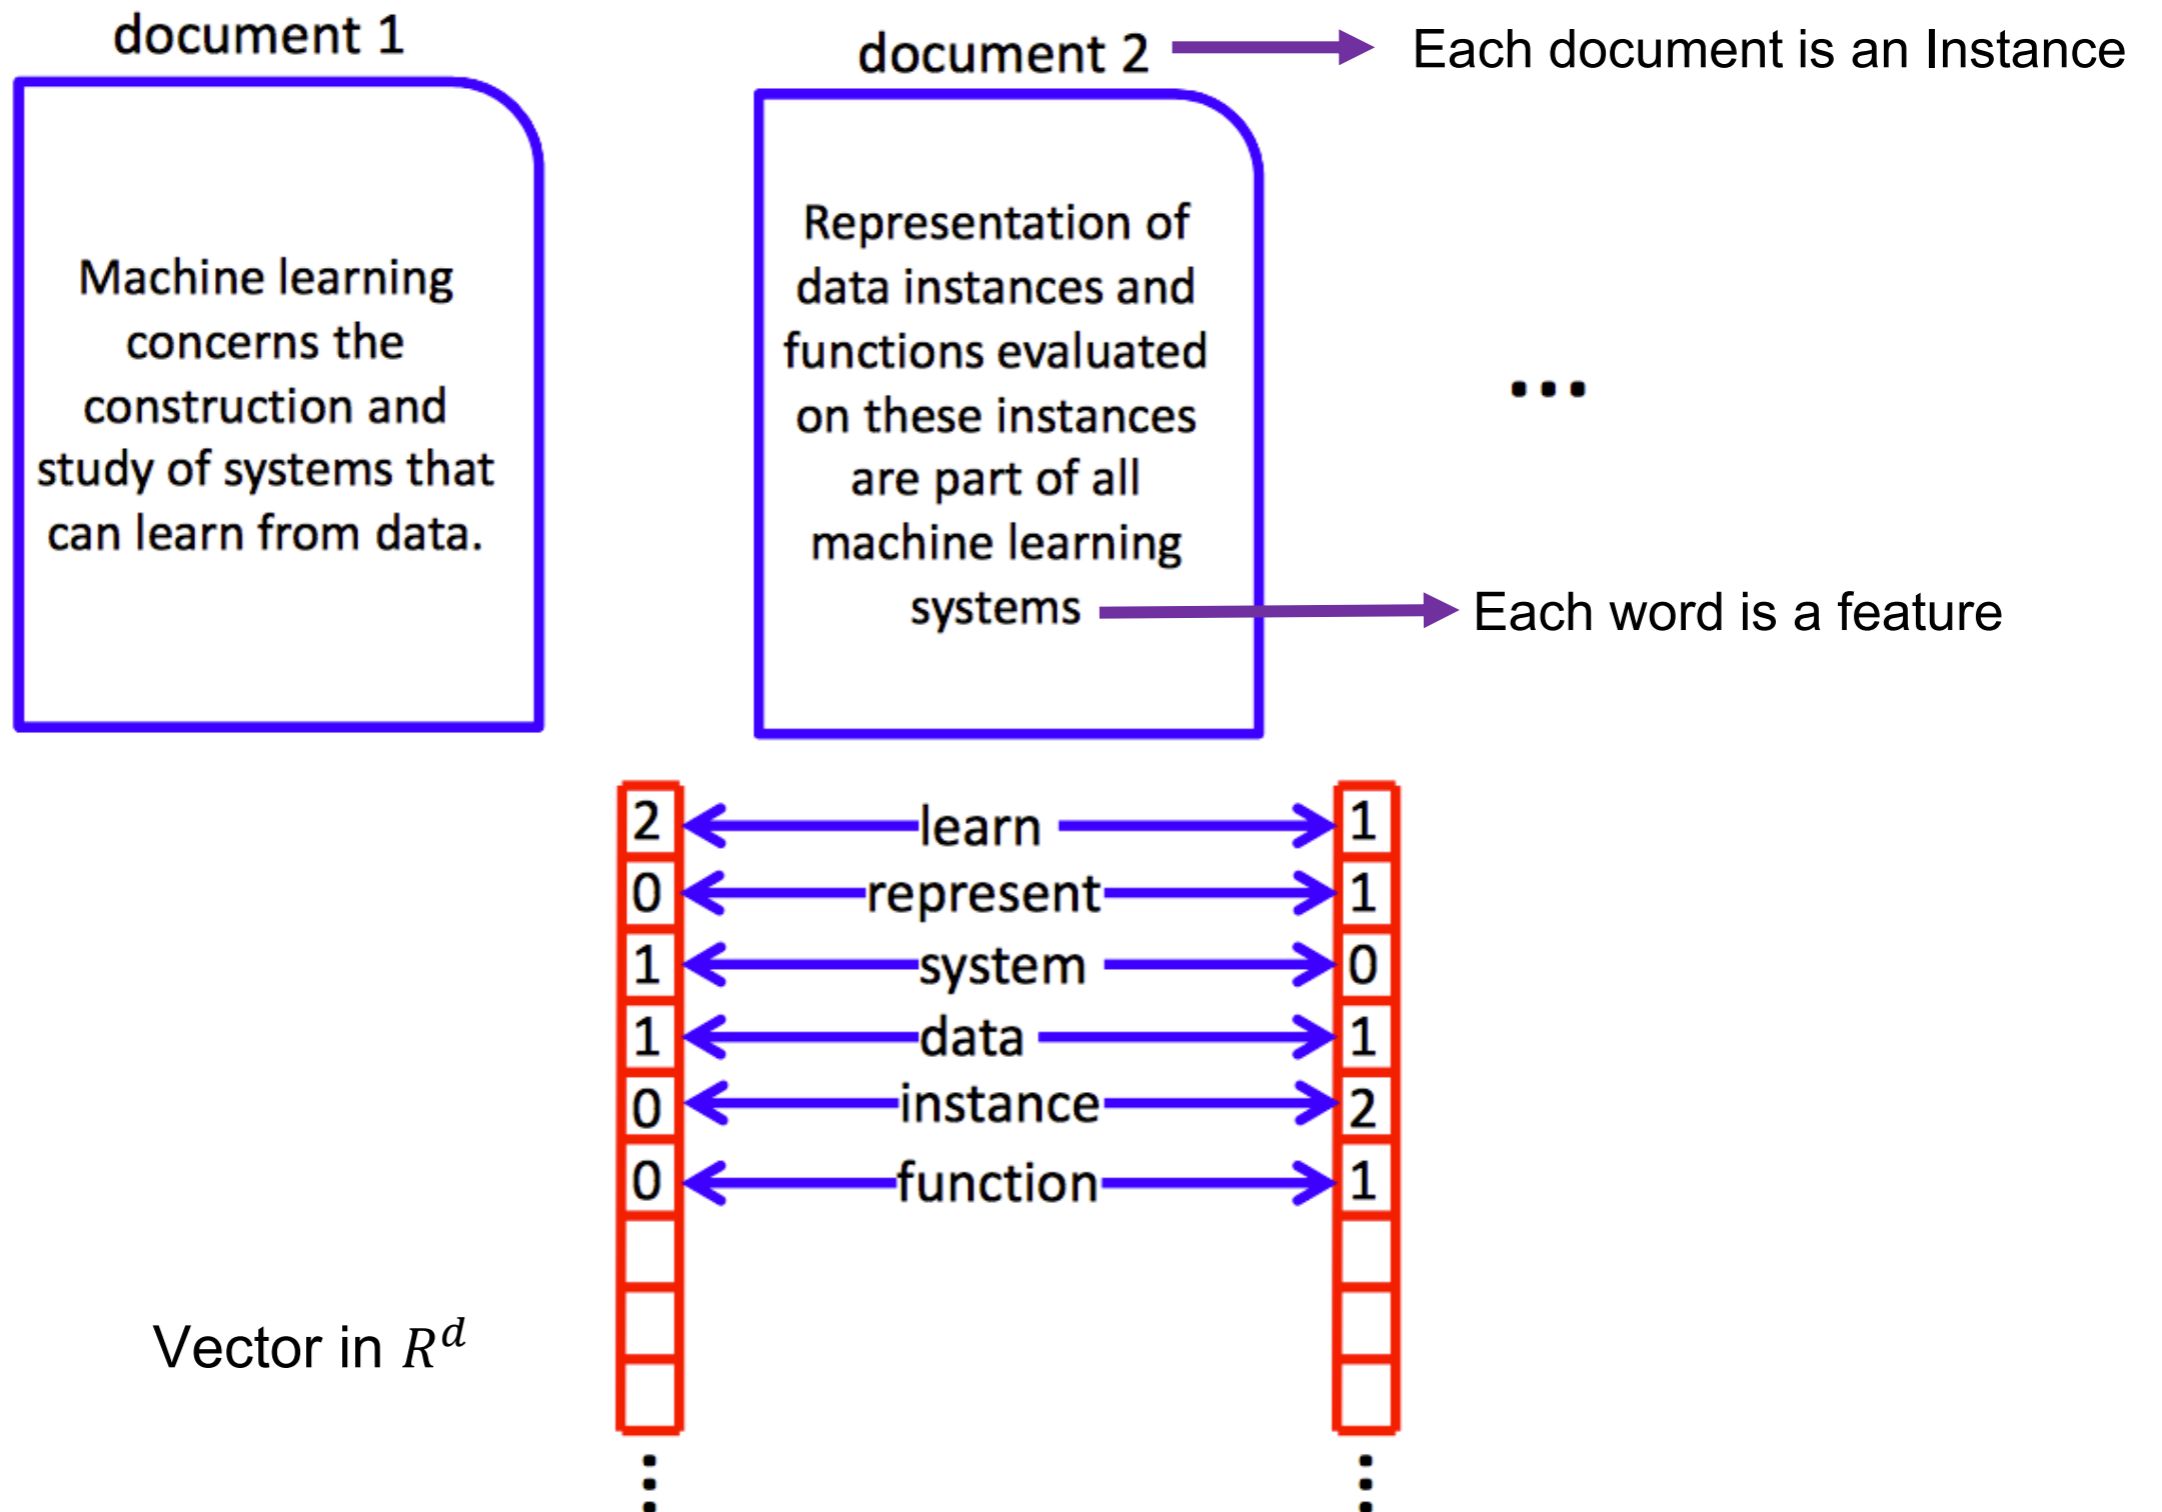 document 1
document 2
Each document is an Instance
Machine learning
concerns the
construction and
study of systems that
can learn from data.
Representation of
data instances and
functions evaluated
on these instances
are part of all
machine learning
systems
...
Each word is a feature
2 learn 1
0 represent 1
1 system 0
1 data 1
0 instance 2
0 function 1
Vector in R^d